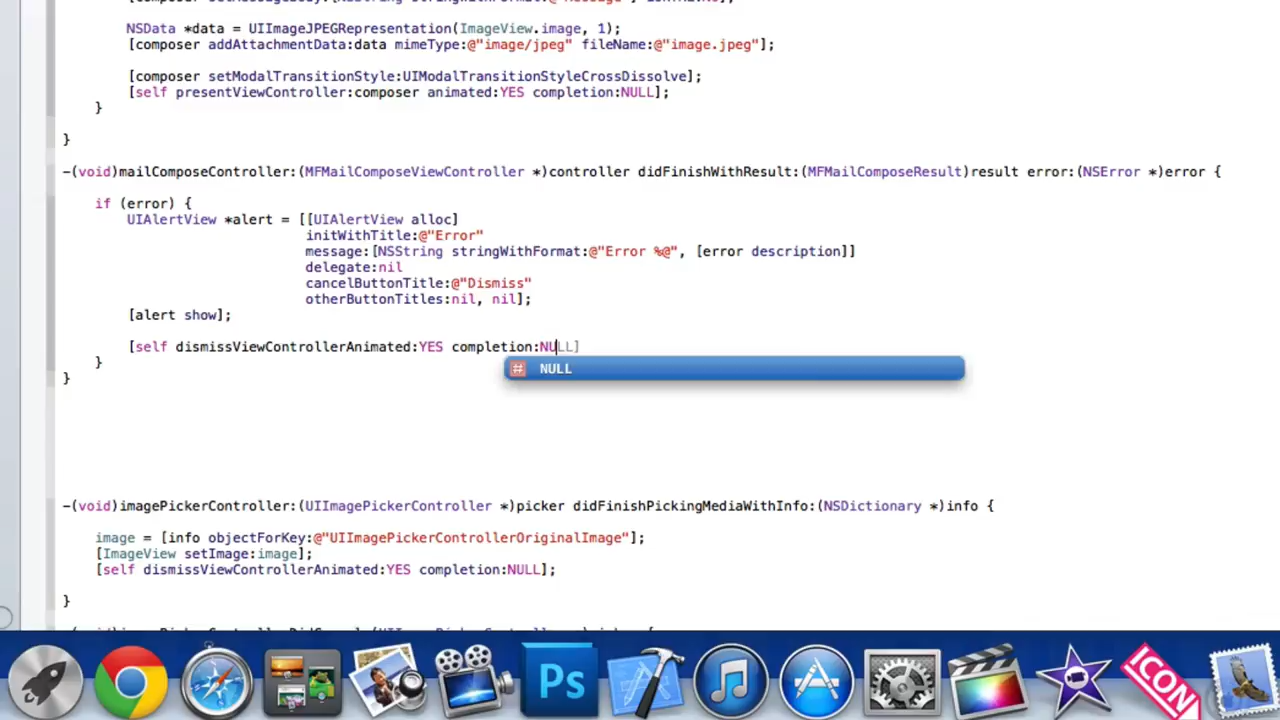 NSData *data = UIImageJPEGRepresentation(ImageView.image, 1);
[composer addAttachmentData:data mimeType:@"image/jpeg" fileName:@"image.jpeg"];
[composer setModalTransitionStyle:UIModalTransitionStyleCrossDissolve];
[self presentViewController:composer animated:YES completion:NULL];
}
}
-(void)mailComposeController:(MFMailComposeViewController *)controller didFinishWithResult:(MFMailComposeResult)result error:(NSError *)error {
if (error) {
UIAlertView *alert = [[UIAlertView alloc]
initWithTitle:@"Error"
message:[NSString stringWithFormat:@"Error %@", [error description]]
delegate:nil
cancelButtonTitle:@"Dismiss"
otherButtonTitles:nil, nil];
[alert show];
[self dismissViewControllerAnimated:YES completion:NULL]
# NULL
}
}
-(void)imagePickerController:(UIImagePickerController *)picker didFinishPickingMediaWithInfo:(NSDictionary *)info {
image = [info objectForKey:@"UIImagePickerControllerOriginalImage"];
[ImageView setImage:image];
[self dismissViewControllerAnimated:YES completion:NULL];
}
Ps
ICON